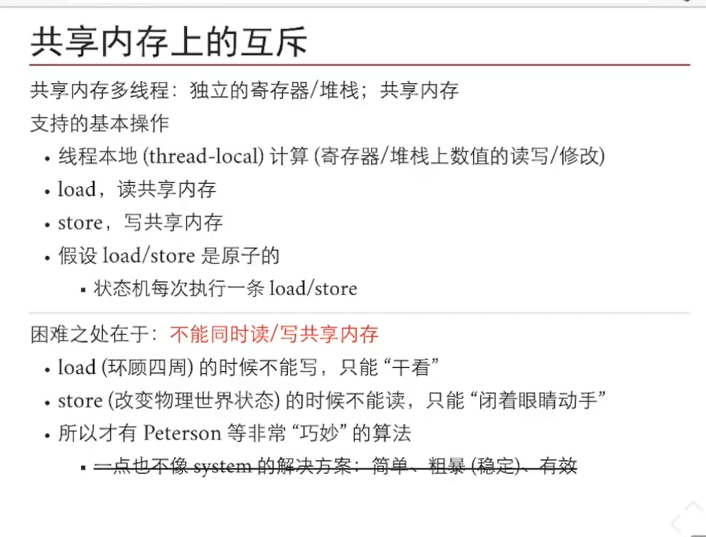 共享内存上的互斥
共享内存多线程：独立的寄存器/堆栈；共享内存
支持的基本操作
• 线程本地 (thread-local) 计算 (寄存器/堆栈上数值的读写/修改)
• load，读共享内存
• store，写共享内存
• 假设 load/store 是原子的
▪ 状态机每次执行一条 load/store
困难之处在于：不能同时读/写共享内存
• load (环顾四周) 的时候不能写，只能 “干看”
• store (改变物理世界状态) 的时候不能读，只能 “闭着眼睛动手”
• 所以才有 Peterson 等非常 “巧妙” 的算法
▪ 一点也不像 system 的解决方案：简单、粗暴 (稳定)、有效